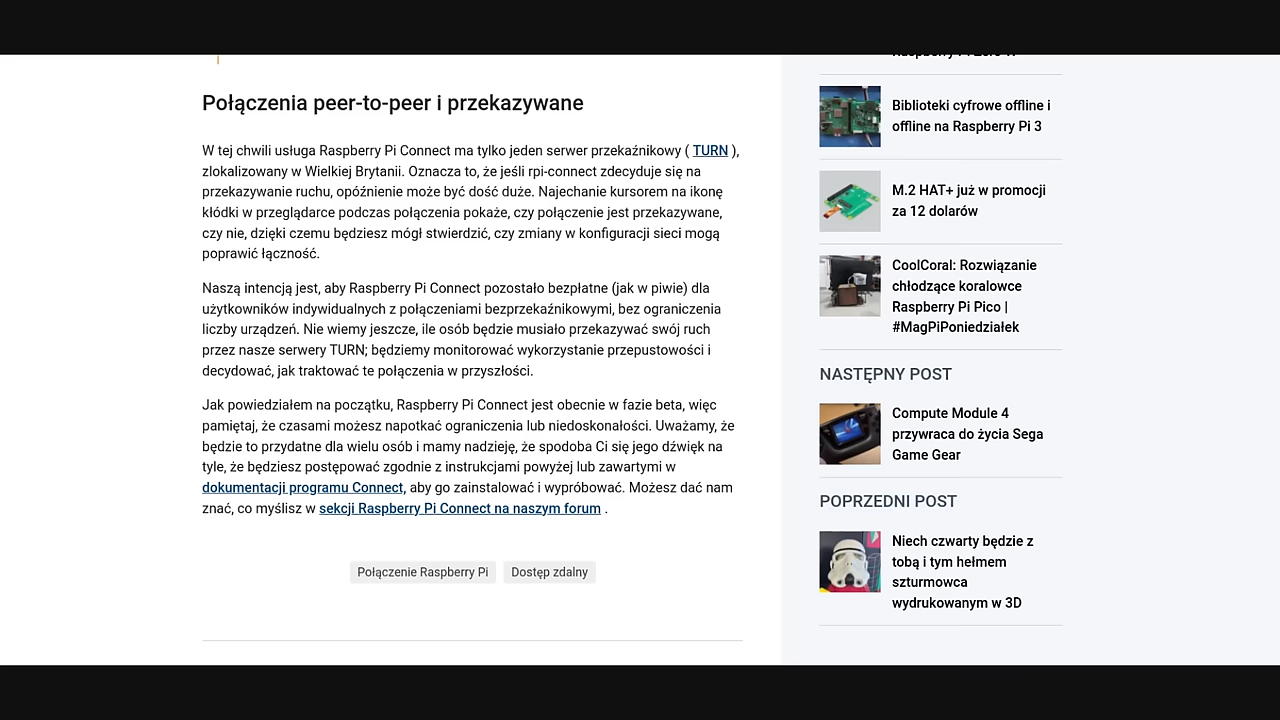 Połączenia peer-to-peer i przekazywane
W tej chwili usługa Raspberry Pi Connect ma tylko jeden serwer przekaźnikowy ( TURN ),
zlokalizowany w Wielkiej Brytanii. Oznacza to, że jeśli rpi-connect zdecyduje się na
przekazywanie ruchu, opóźnienie może być dość duże. Najechanie kursorem na ikonę
kłódki w przeglądarce podczas połączenia pokaże, czy połączenie jest przekazywane,
czy nie, dzięki czemu będziesz mógł stwierdzić, czy zmiany w konfiguracji sieci mogą
poprawić łączność.
Naszą intencją jest, aby Raspberry Pi Connect pozostało bezpłatne (jak w piwie) dla
użytkowników indywidualnych z połączeniami bezprzekaźnikowymi, bez ograniczenia
liczby urządzeń. Nie wiemy jeszcze, ile osób będzie musiało przekazywać swój ruch
przez nasze serwery TURN; będziemy monitorować wykorzystanie przepustowości i
decydować, jak traktować te połączenia w przyszłości.
Jak powiedziałem na początku, Raspberry Pi Connect jest obecnie w fazie beta, więc
pamiętaj, że czasami możesz napotkać ograniczenia lub niedoskonałości. Uważamy, że
będzie to przydatne dla wielu osób i mamy nadzieję, że spodoba Ci się jego dźwięk na
tyle, że będziesz postępować zgodnie z instrukcjami powyżej lub zawartymi w
dokumentacji programu Connect, aby go zainstalować i wypróbować. Możesz dać nam
znać, co myślisz w sekcji Raspberry Pi Connect na naszym forum .
Połączenie Raspberry Pi
Dostęp zdalny
Biblioteki cyfrowe offline i
offline na Raspberry Pi 3
M.2 HAT+ już w promocji
za 12 dolarów
CoolCoral: Rozwiązanie
chłodzące koralowce
Raspberry Pi Pico |
#MagPiPoniedziałek
NASTĘPNY POST
Compute Module 4
przywraca do życia Sega
Game Gear
POPRZEDNI POST
Niech czwarty będzie z
tobą i tym hełmem
szturmowca
wydrukowanym w 3D